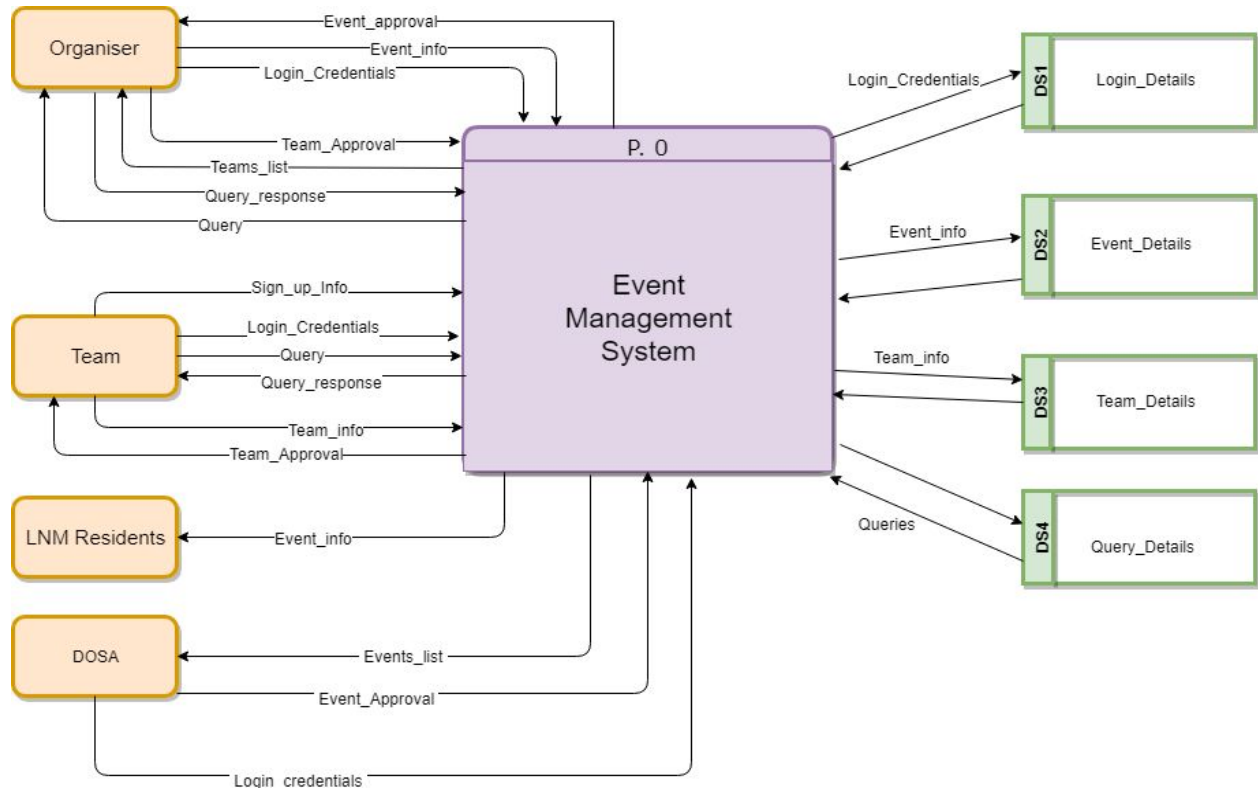 Event_approval
Organiser
Event_info
Login_Credentials
Team_Approval
Teams_list
Query_response
Query
P. 0
Event
Management
System
Sign_up_Info
Team
Login_Credentials
Query
Query_response
Team_info
Team_Approval
LNM Residents
Event_info
DOSA
Events_list
Event_Approval
Login_credentials
Login_Credentials
DS1
Login_Details
Event_info
DS2
Event_Details
Team_info
DS3
Team_Details
Queries
DS4
Query_Details